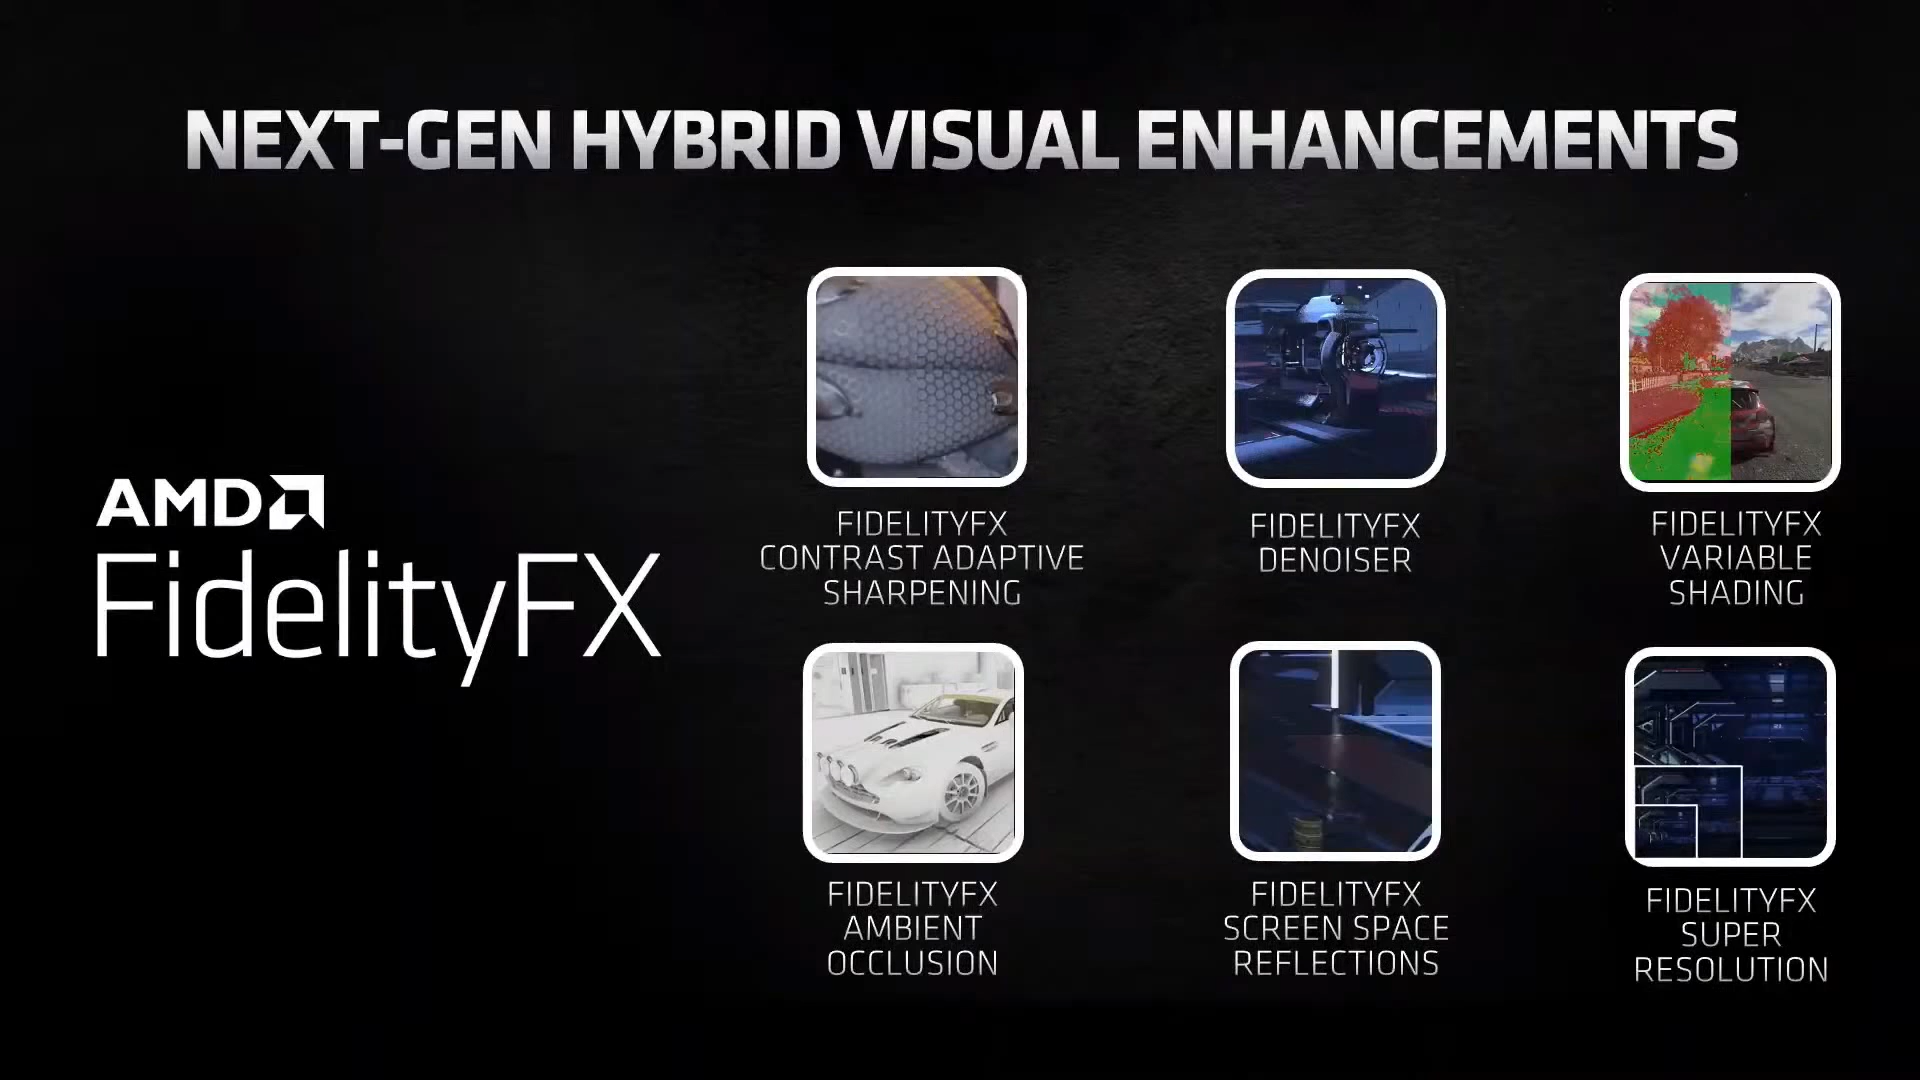 NEXT-GEN HYBRID VISUAL ENHANCEMENTS
AMD
FidelityFX
FIDELITYFX
CONTRAST ADAPTIVE
SHARPENING
FIDELITYFX
DENOISER
FIDELITYFX
VARIABLE
SHADING
FIDELITYFX
AMBIENT
OCCLUSION
FIDELITYFX
SCREEN SPACE
REFLECTIONS
FIDELITYFX
SUPER
RESOLUTION